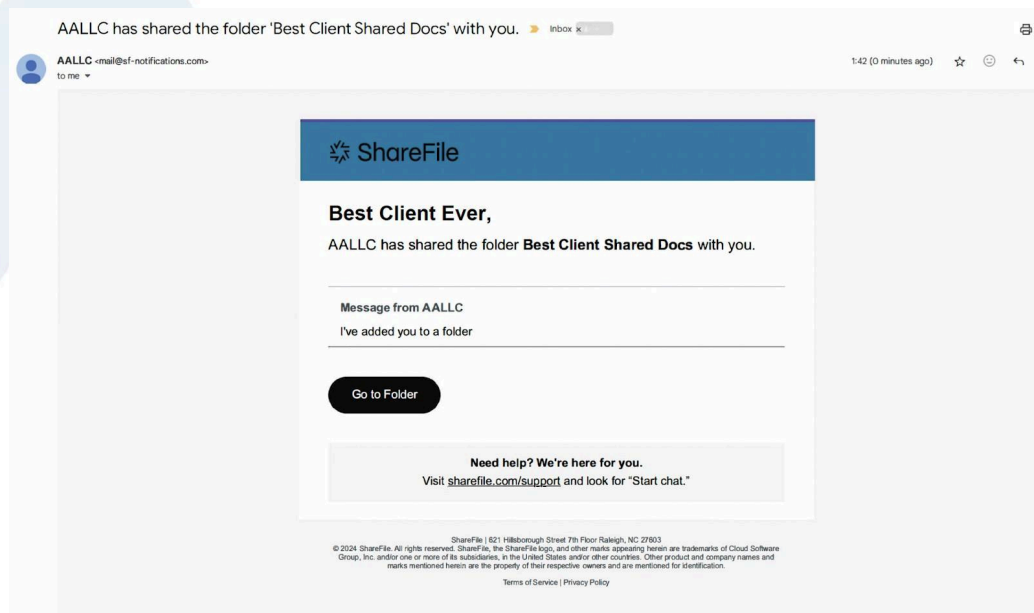 AALLC has shared the folder 'Best Client Shared Docs' with you.
Inbox x
AALLC <mail@sf-notifications.com>
1:42 (0 minutes ago)
to me
ShareFile
Best Client Ever,
AALLC has shared the folder Best Client Shared Docs with you.
Message from AALLC
I've added you to a folder
Go to Folder
Need help? We're here for you.
Visit sharefile.com/support and look for “Start chat.”
ShareFile | 621 Hillsborough Street 7th Floor Raleigh, NC 27603
© 2024 ShareFile. All rights reserved. ShareFile, the ShareFile logo, and other marks appearing herein are trademarks of Cloud Software
Group, Inc. and/or one or more of its subsidiaries, in the United States and/or other countries. Other product and company names and
marks mentioned herein are the property of their respective owners and are mentioned for identification.
Terms of Service | Privacy Policy